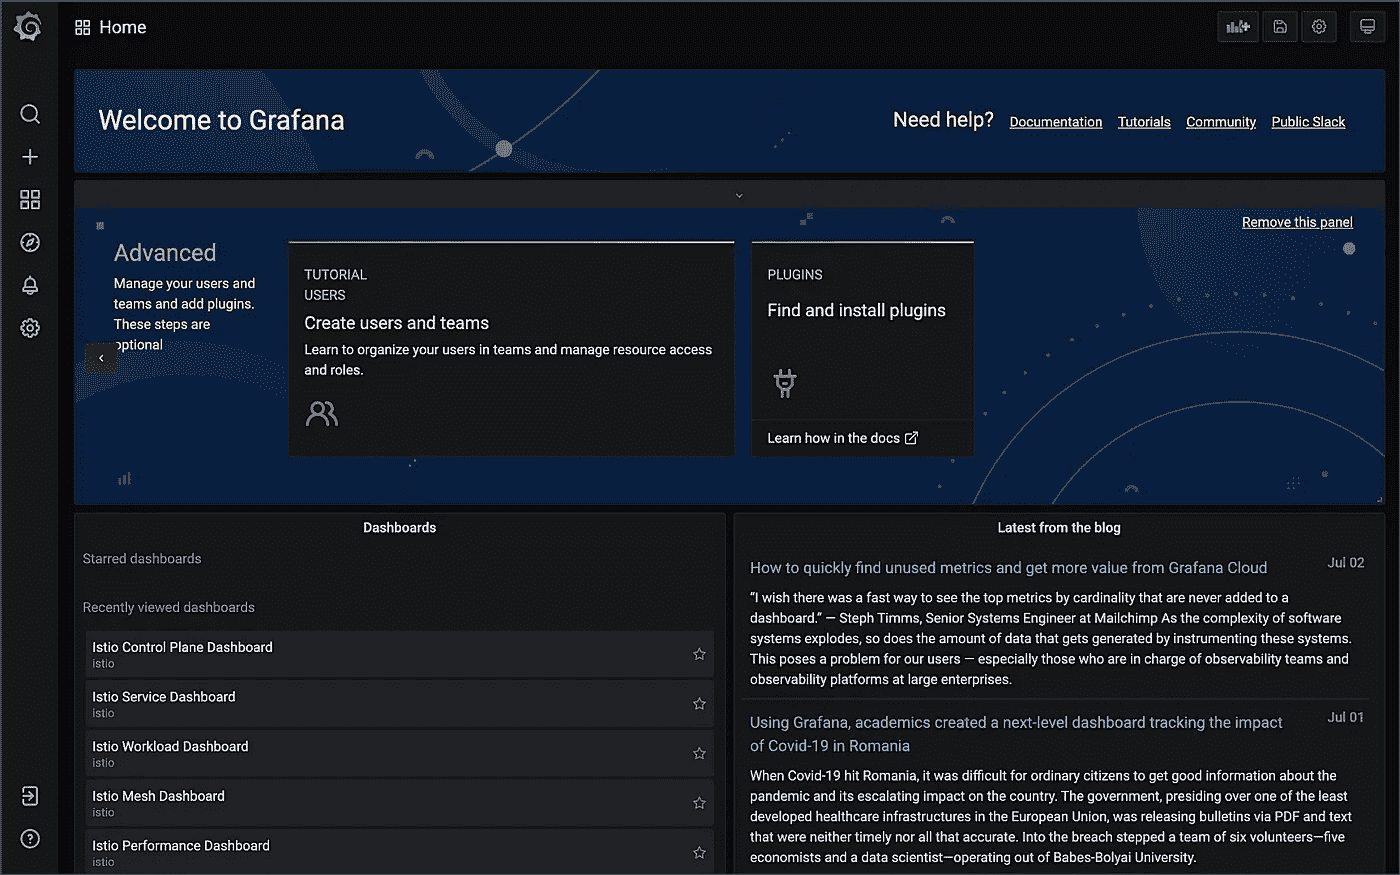 Home
Welcome to Grafana
Need help? Documentation Tutorials Community Public Slack
Remove this panel
Advanced
Manage your users and
teams and add plugins.
These steps are
optional
TUTORIAL
USERS
Create users and teams
Learn to organize your users in teams and manage resource access
and roles.
PLUGINS
Find and install plugins
Learn how in the docs
Dashboards
Starred dashboards
Recently viewed dashboards
Istio Control Plane Dashboard
istio
Istio Service Dashboard
istio
Istio Workload Dashboard
istio
Istio Mesh Dashboard
istio
Istio Performance Dashboard
istio
Latest from the blog
How to quickly find unused metrics and get more value from Grafana Cloud
Jul 02
“I wish there was a fast way to see the top metrics by cardinality that are never added to a
dashboard.” — Steph Timms, Senior Systems Engineer at Mailchimp As the complexity of software
systems explodes, so does the amount of data that gets generated by instrumenting these systems.
This poses a problem for our users — especially those who are in charge of observability teams and
observability platforms at large enterprises.
Using Grafana, academics created a next-level dashboard tracking the impact
of Covid-19 in Romania
Jul 01
When Covid-19 hit Romania, it was difficult for ordinary citizens to get good information about the
pandemic and its escalating impact on the country. The government, presiding over one of the least
developed healthcare infrastructures in the European Union, was releasing bulletins via PDF and text
that were neither timely nor all that accurate. Into the breach stepped a team of six volunteers—five
economists and a data scientist—operating out of Babes-Bolyai University.